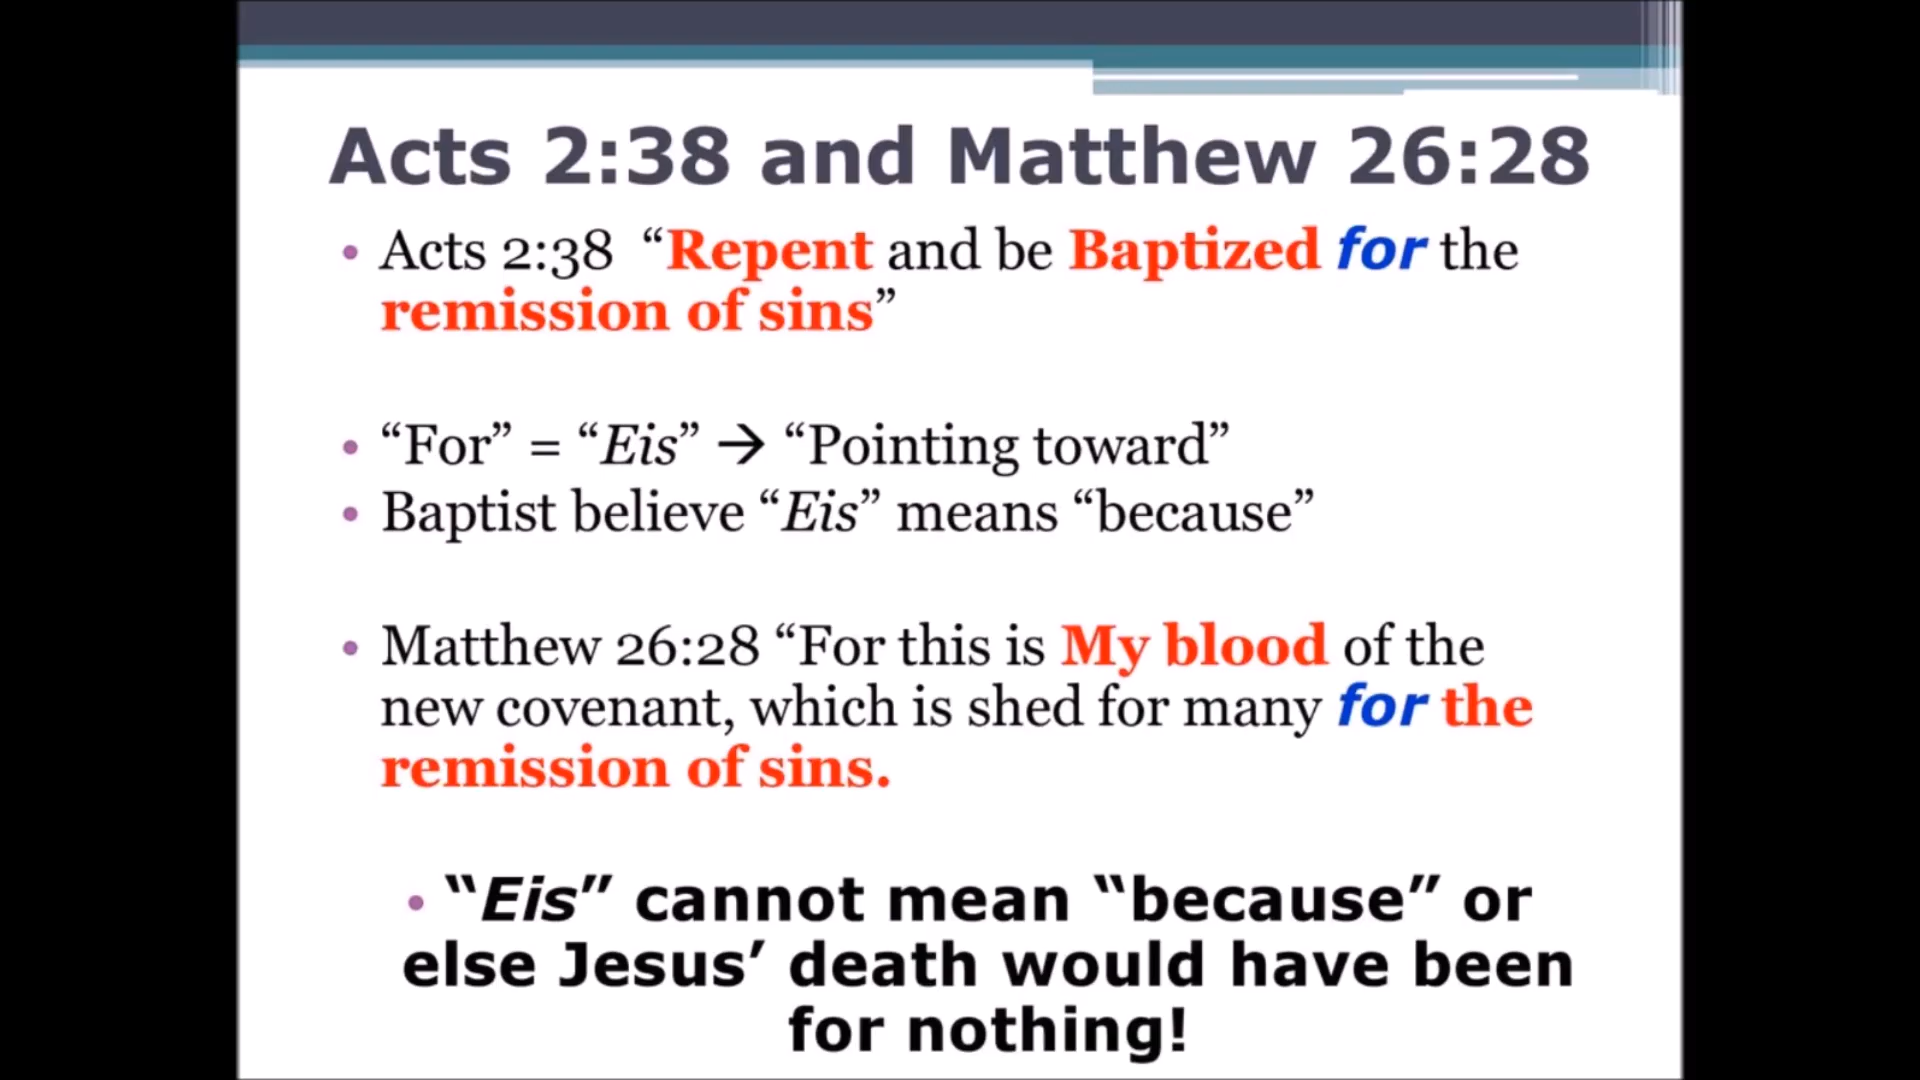 Acts 2:38 and Matthew 26:28
• Acts 2:38 “Repent and be Baptized for the
remission of sins”
• “For” = “Eis” → “Pointing toward”
• Baptist believe “Eis” means “because”
• Matthew 26:28 “For this is My blood of the
new covenant, which is shed for many for the
remission of sins.
• “Eis” cannot mean “because” or
else Jesus’ death would have been
for nothing!